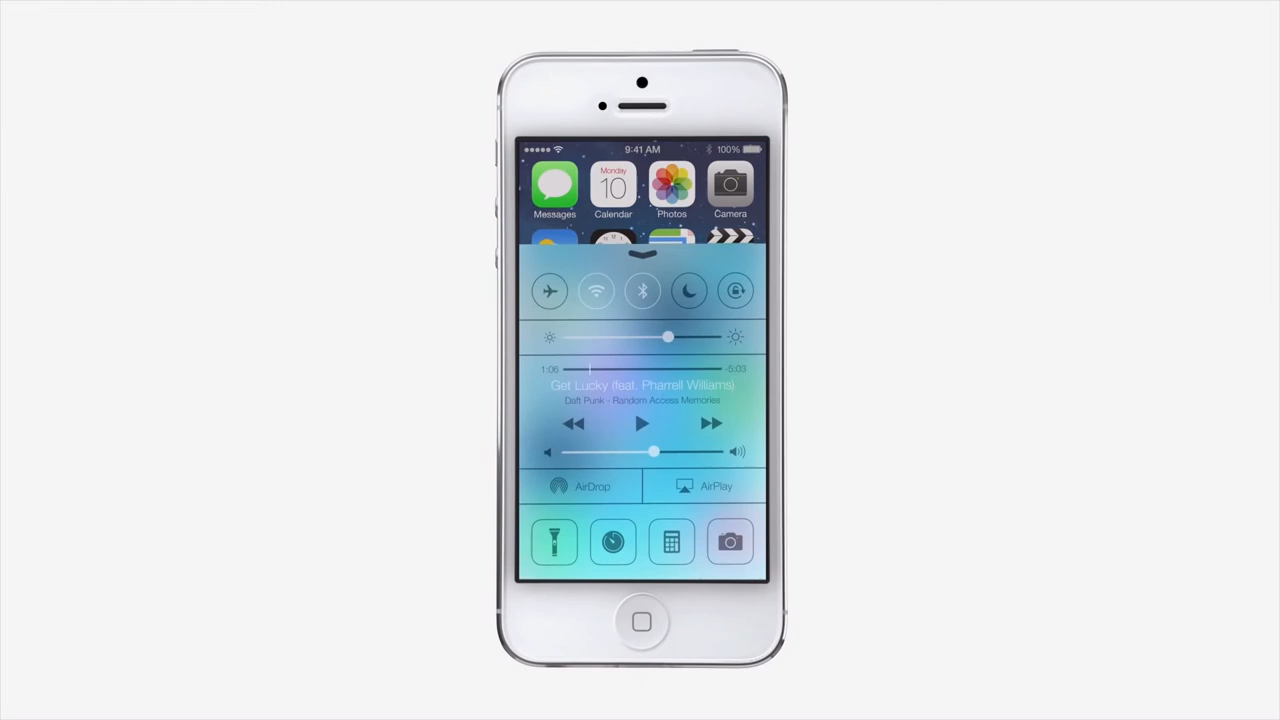 9:41 AM 100%
Monday
10
Messages Calendar Photos Camera
1:06 -5:03
Get Lucky (feat. Pharrell Williams)
Daft Punk - Random Access Memories
AirDrop AirPlay